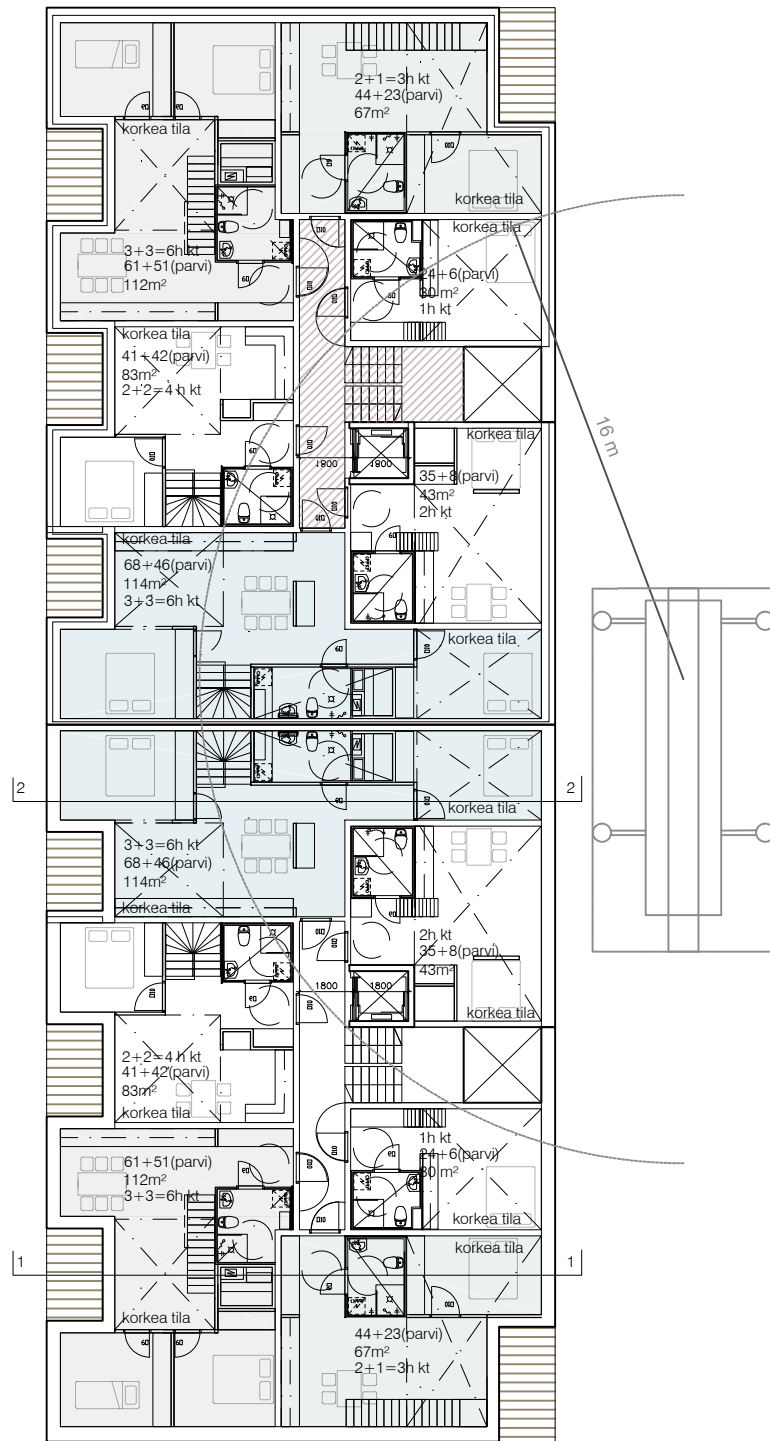 2+1=3h kt
44+23(parvi)
67m²
korkea tila
korkea tila
korkea tila
3+3=6h kt
61+51(parvi)
112m²
24+6(parvi)
30 m²
1h kt
korkea tila
41+42(parvi)
83m²
2+2=4 h kt
16 m
korkea tila
1800
1800
35+8(parvi)
43m²
2h kt
korkea tila
68+46(parvi)
114m²
3+3=6h kt
korkea tila
2
2
korkea tila
3+3=6h kt
68+46(parvi)
114m²
korkea tila
2h kt
35+8(parvi)
43m²
1800
1800
korkea tila
2+2=4 h kt
41+42(parvi)
83m²
korkea tila
1h kt
24+6(parvi)
30 m²
61+51(parvi)
112m²
3+3=6h kt
korkea tila
korkea tila
1
1
korkea tila
44+23(parvi)
67m²
2+1=3h kt